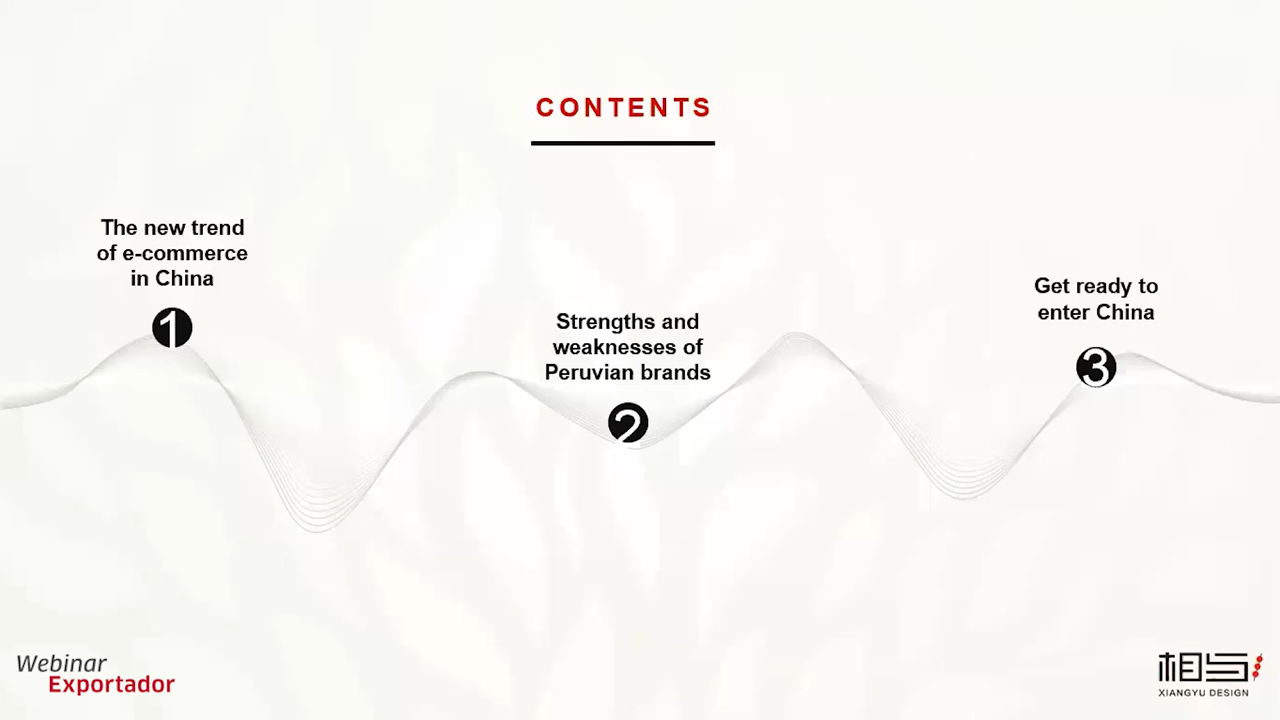 CONTENTS
The new trend
of e-commerce
in China
1
Strengths and
weaknesses of
Peruvian brands
2
Get ready to
enter China
3
Webinar
Exportador
相与
XIANGYU DESIGN